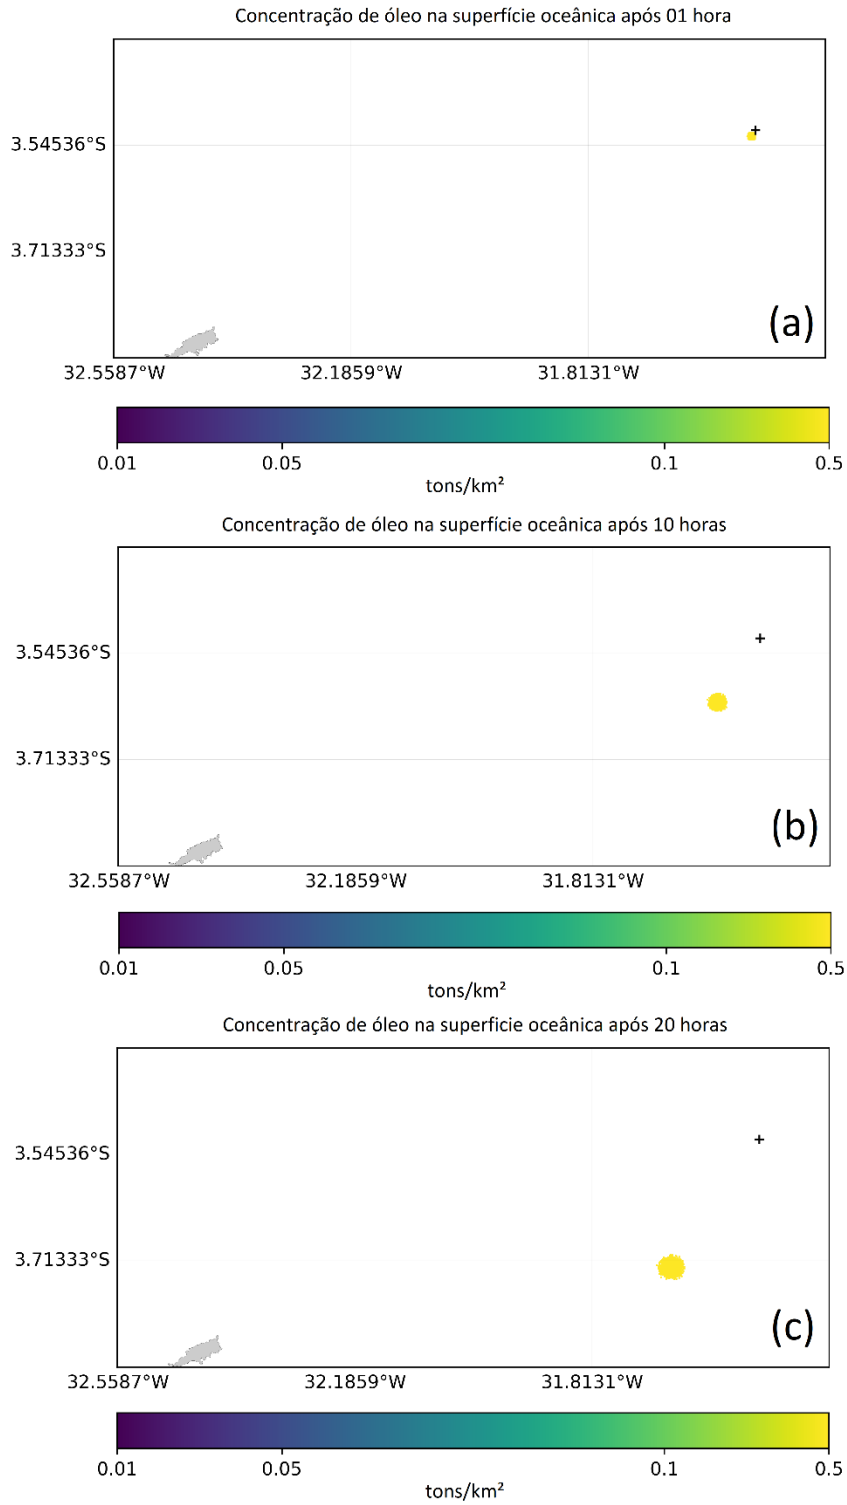 Concentração de óleo na superfície oceânica após 01 hora
3.54536°S
3.71333°S
(a)
32.5587°W 32.1859°W 31.8131°W
0.01 0.05 0.1 0.5
tons/km²
Concentração de óleo na superfície oceânica após 10 horas
3.54536°S
3.71333°S
(b)
32.5587°W 32.1859°W 31.8131°W
0.01 0.05 0.1 0.5
tons/km²
Concentração de óleo na superficie oceânica após 20 horas
3.54536°S
3.71333°S
(c)
32.5587°W 32.1859°W 31.8131°W
0.01 0.05 0.1 0.5
tons/km²